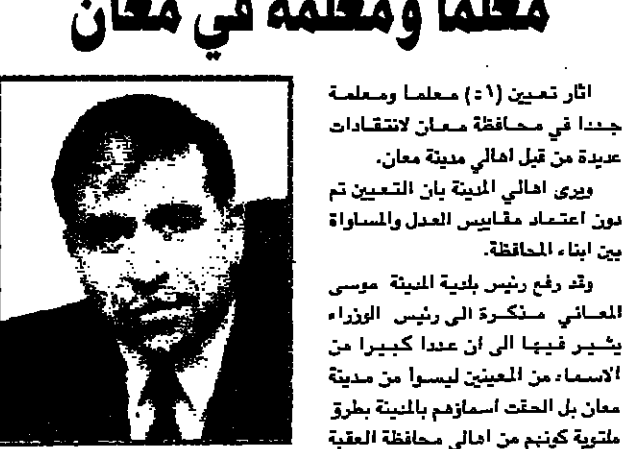 معلما ومعلمة في معان
اثار تعيين معلما ومعلمة
جددا في محافظة معان لانتقادات
عديدة من قبل اهالي مدينة معان.
ويرى اهالي المدينة بان التعيين تم
دون اعتماد مقاييس العدل والمساواة
بين ابناء المحافظة.
وقد رفع رئيس بلدية المدينة موسى
المعاني مذكرة الى رئيس الوزراء
يشير فيها الى ان عددا كبيرا من
الاسماء من المعينين ليسوا من مدينة
معان بل الحقت اسماؤهم بالمدينة بطرق
ملتوية كونهم من اهالي محافظة العقبة